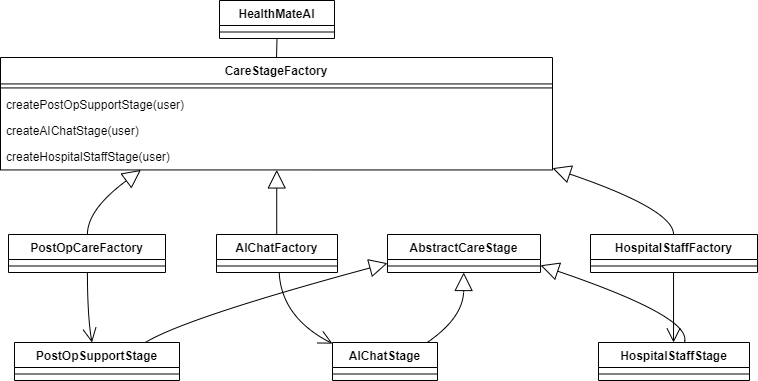 HealthMateAI
CareStageFactory
createPostOpSupportStage(user)
createAIChatStage(user)
createHospitalStaffStage(user)
PostOpCareFactory
AIChatFactory
AbstractCareStage
HospitalStaffFactory
PostOpSupportStage
AIChatStage
HospitalStaffStage